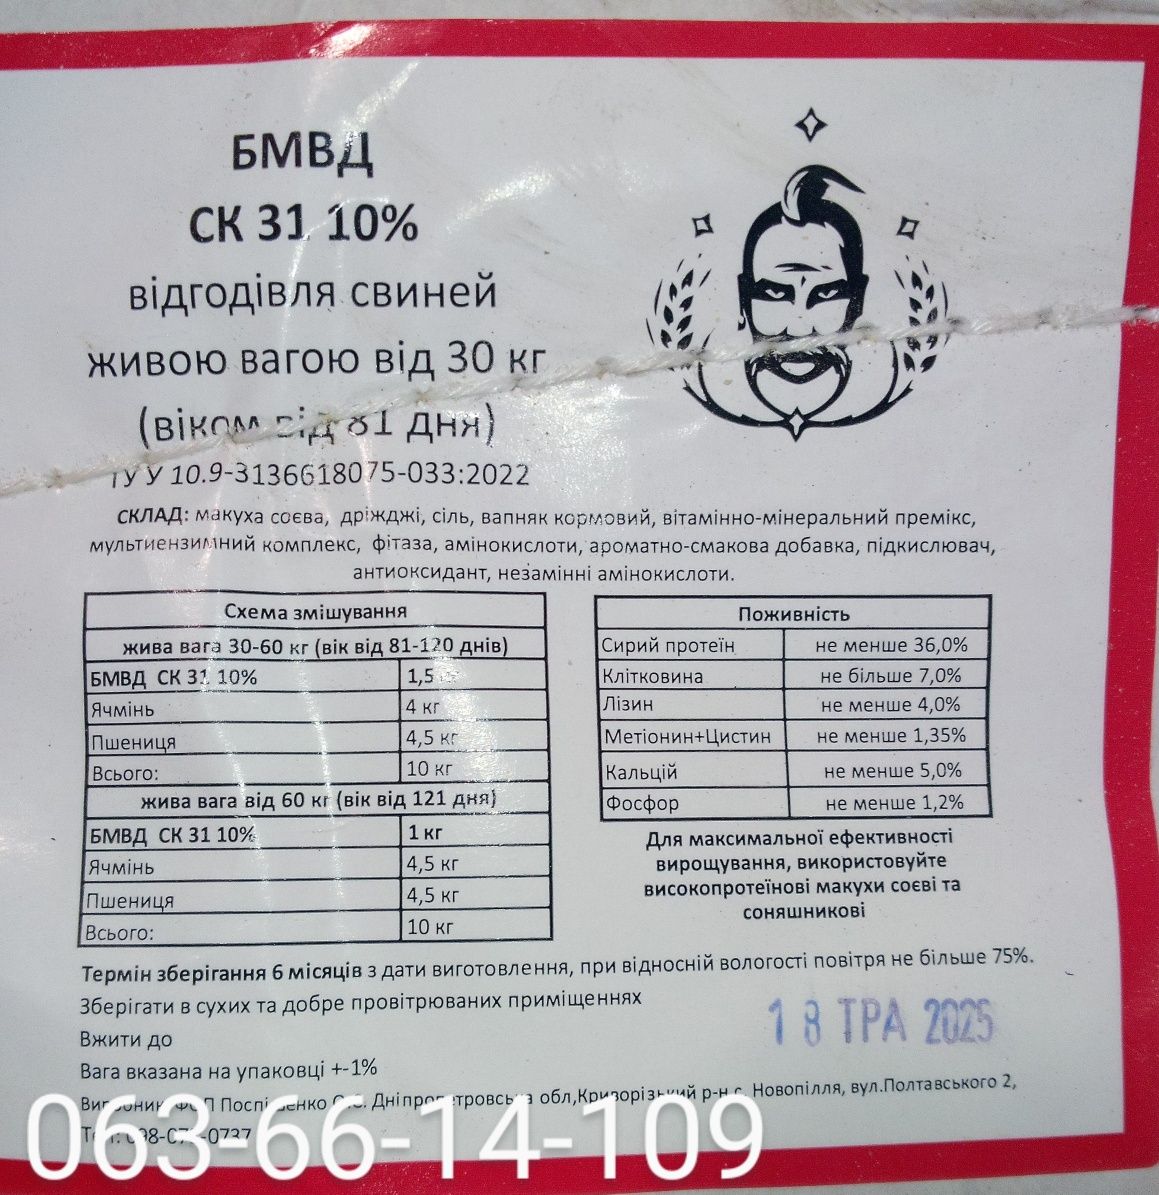 БМВД
СК 31 10%
відгодівля свиней
живою вагою від 30 кг
(віком від 81 дня)
ТУ У 10.9-3136618075-033:2022
СКЛАД: макуха соєва, дріжджі, сіль, вапняк кормовий, вітамінно-мінеральний премікс,
мультиензимний комплекс, фітаза, амінокислоти, ароматно-смакова добавка, підкислювач,
антиоксидант, незамінні амінокислоти.
Схема змішування
жива вага 30-60 кг (вік від 81-120 днів)
БМВД СК 31 10% 1,5
Ячмінь 4 кг
Пшениця 4,5 кг
Всього: 10 кг
жива вага від 60 кг (вік від 121 дня)
БМВД СК 31 10% 1 кг
Ячмінь 4,5 кг
Пшениця 4,5 кг
Всього: 10 кг
Поживність
Сирий протеїн не менше 36,0%
Клітковина не більше 7,0%
Лізин не менше 4,0%
Метіонин+Цистин не менше 1,35%
Кальцій не менше 5,0%
Фосфор не менше 1,2%
Для максимальної ефективності
вирощування, використовуйте
високопротеїнові макухи соєві та
соняшникові
Термін зберігання 6 місяців з дати виготовлення, при відносній вологості повітря не більше 75%.
Зберігати в сухих та добре провітрюваних приміщеннях
18 ТРА 2025
Вжити до
Вага вказана на упаковці +-1%
Виробник ФОП Дніпропетровська обл,Криворізький р-н с. Новопілля, вул.Полтавського 2,
063-66-14-109